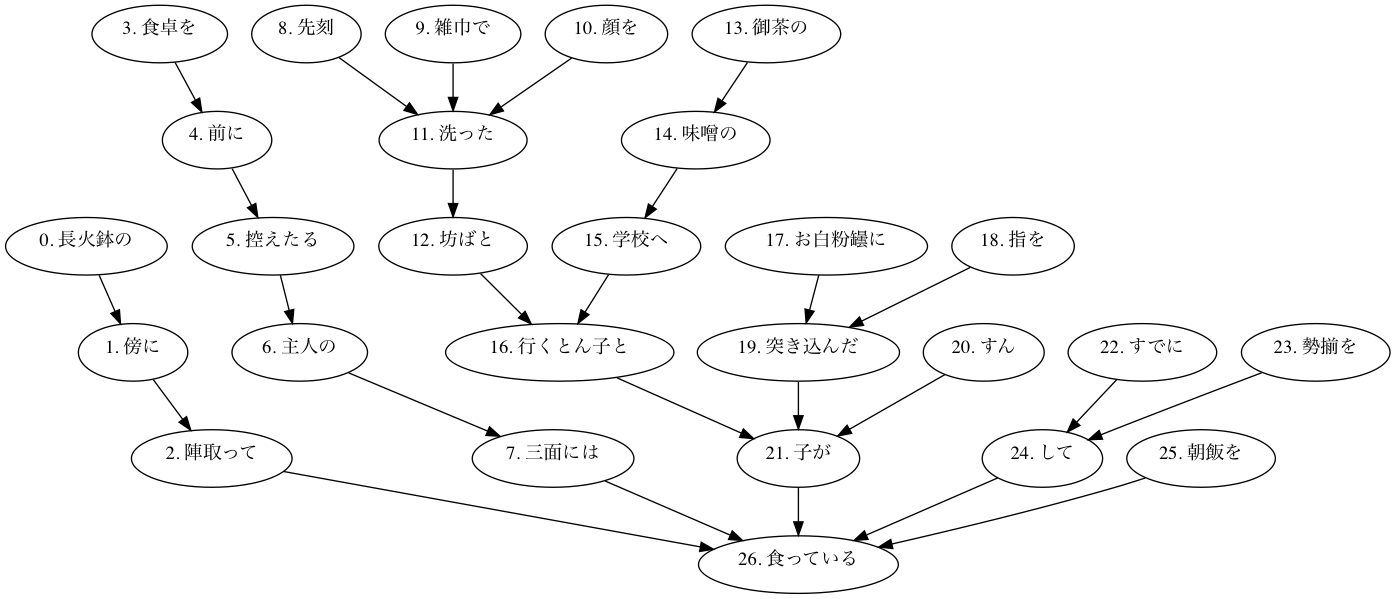 3. 食卓を
8. 先刻
9. 雑巾で
10. 顔を
13. 御茶の
4. 前に
11. 洗った
14. 味噌の
0. 長火鉢の
5. 控えたる
12. 坊ばと
15. 学校へ
17. お白粉罎に
18. 指を
1. 傍に
6. 主人の
16. 行くとん子と
19. 突き込んだ
20. すん
22. すでに
23. 勢揃を
2. 陣取って
7. 三面には
21. 子が
24. して
25. 朝飯を
26. 食っている